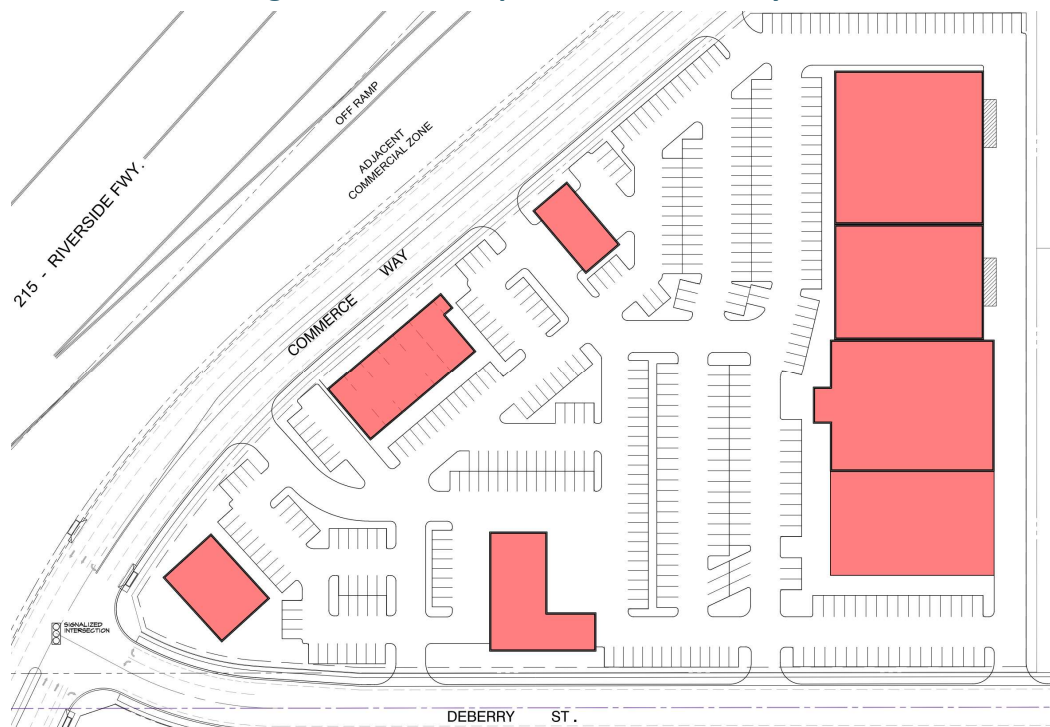 OFF RAMP
ADJACENT
COMMERCIAL ZONE
215 - RIVERSIDE FWY.
COMMERCE WAY
SIGNALIZED
INTERSECTION
DEBERRY ST.